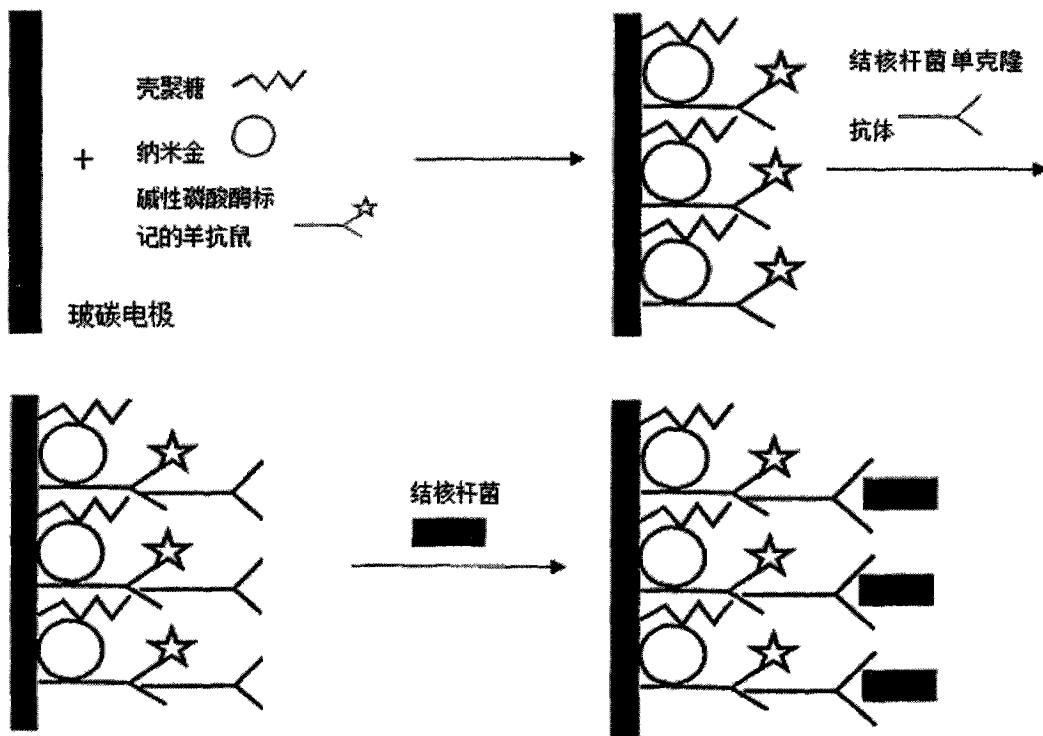 壳聚糖
纳米金
碱性磷酸酶标
记的羊抗鼠
玻碳电极
结核杆菌单克隆
抗体
结核杆菌